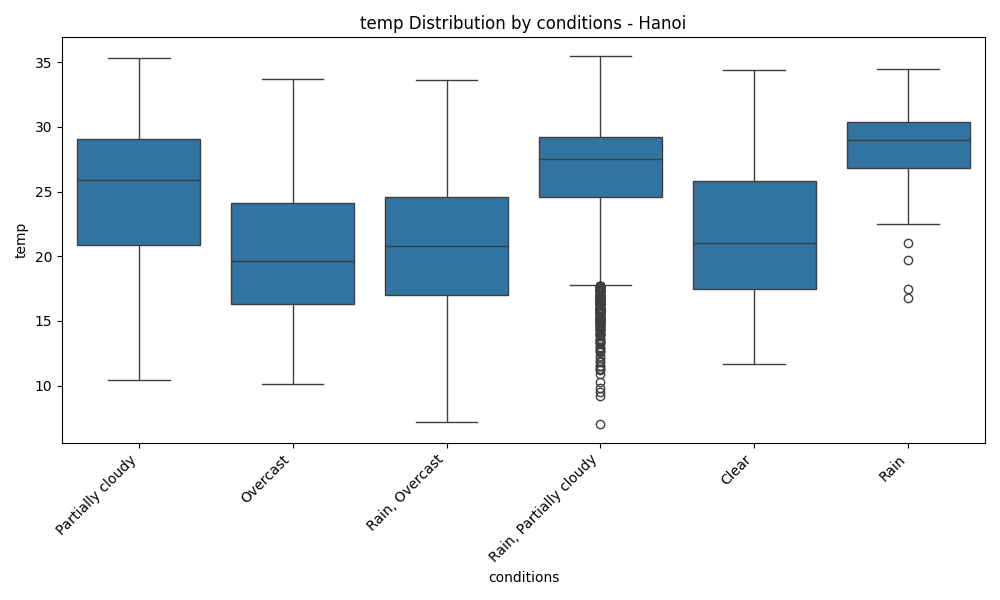 temp Distribution by conditions - Hanoi
temp
35
30
25
20
15
10
Partially cloudy
Overcast
Rain, Overcast
Rain, Partially cloudy
Clear
Rain
conditions